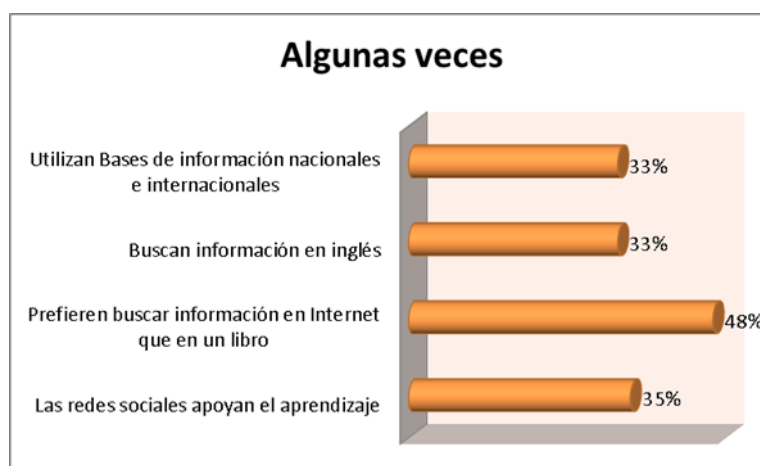 Algunas veces
Utilizan Bases de información nacionales
e internacionales
33%
Buscan información en inglés
33%
Prefieren buscar información en Internet
que en un libro
48%
Las redes sociales apoyan el aprendizaje
35%